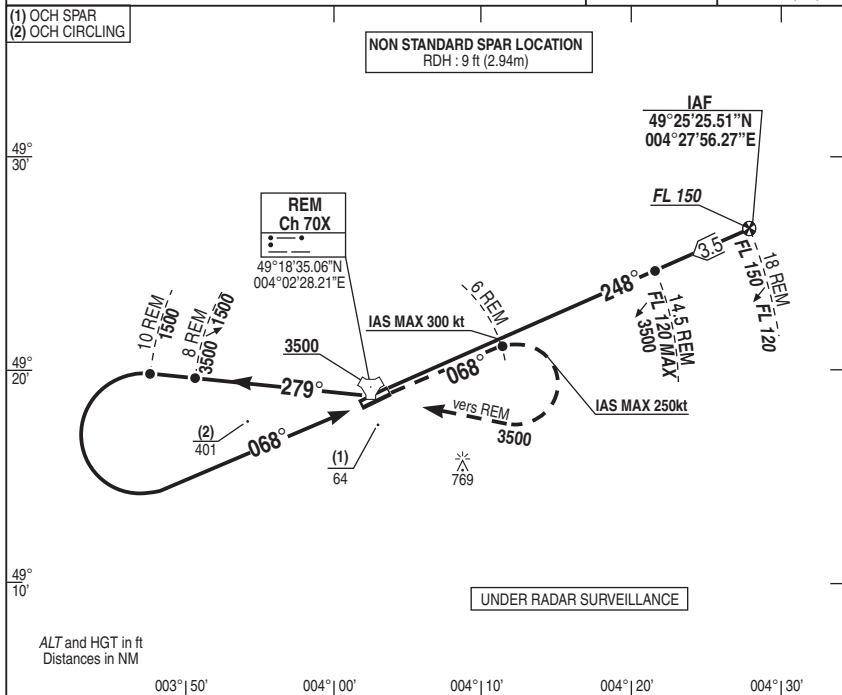 (1) OCH SPAR
(2) OCH CIRCLING
NON STANDARD SPAR LOCATION
RDH : 9 ft (2.94m)
IAF
49°25’25.51’’N
004°27’56.27’’E
49°
30’
FL 150
REM
Ch 70X
49°18’35.06’’N
004°02’28.21’’E
3.5
18 REM
FL 150
FL 120
248°
14.5 REM
FL 120 MAX
3500
6 REM
IAS MAX 300 kt
10 REM
1500
8 REM
3500
1500
3500
49°
20’
279°
068°
IAS MAX 250kt
vers REM
3500
(2)
401
068°
(1)
64
769
49°
10’
UNDER RADAR SURVEILLANCE
ALT and HGT in ft
Distances in NM
003° 50’
004° 00’
004° 10’
004° 20’
004° 30’